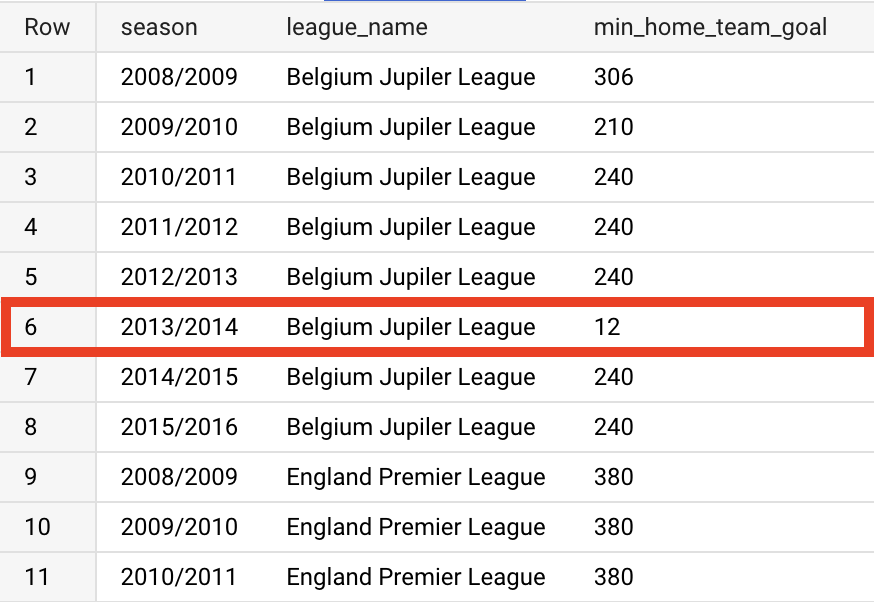 Row season league_name min_home_team_goal
1 2008/2009 Belgium Jupiler League 306
2 2009/2010 Belgium Jupiler League 210
3 2010/2011 Belgium Jupiler League 240
4 2011/2012 Belgium Jupiler League 240
5 2012/2013 Belgium Jupiler League 240
6 2013/2014 Belgium Jupiler League 12
7 2014/2015 Belgium Jupiler League 240
8 2015/2016 Belgium Jupiler League 240
9 2008/2009 England Premier League 380
10 2009/2010 England Premier League 380
11 2010/2011 England Premier League 380